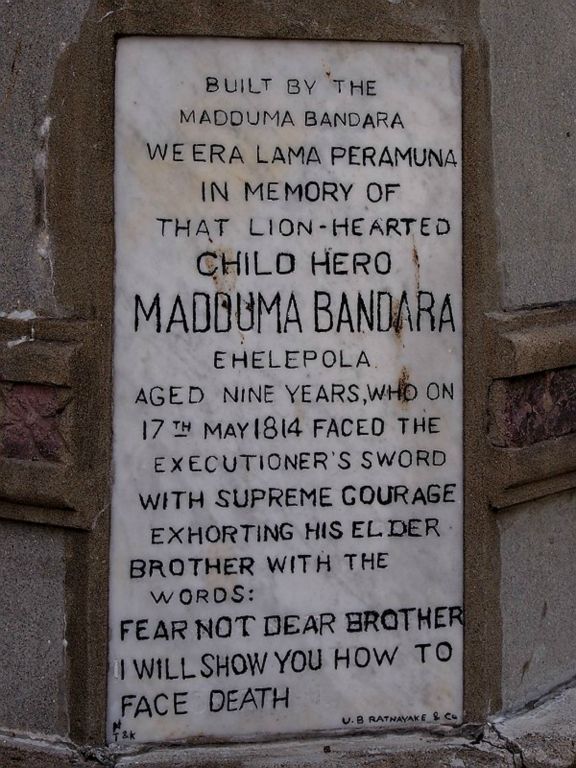 BUILT BY THE
MADDUMA BANDARA
WEERA LAMA PERAMUNA
IN MEMORY OF
THAT LION-HEARTED
CHILD HERO
MADDUMA BANDARA
EHELEPOLA
AGED NINE YEARS, WHO ON
17TH MAY 1814 FACED THE
EXECUTIONER'S SWORD
WITH SUPREME COURAGE
EXHORTING HIS ELDER
BROTHER WITH THE
WORDS:
FEAR NOT DEAR BROTHER
I WILL SHOW YOU HOW TO
FACE DEATH
U.B RATNAYAKE & Co
T&K